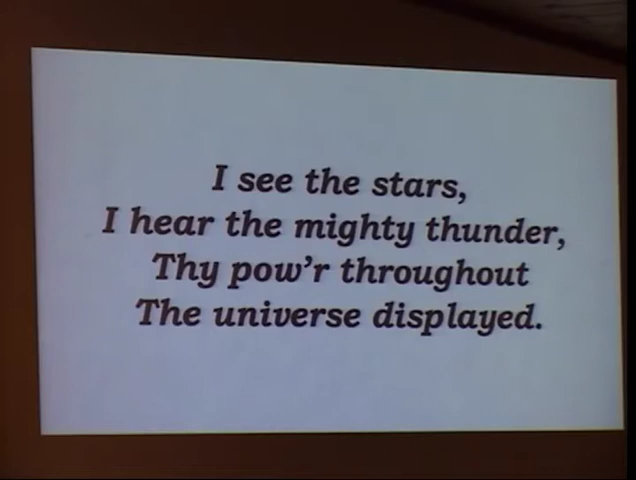 I see the stars,
I hear the mighty thunder,
Thy pow'r throughout
The universe displayed.